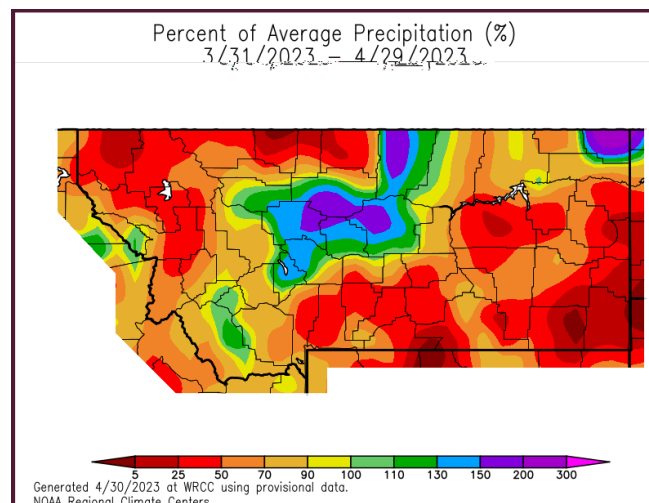 Percent of Average Precipitation (%)
3/31/2023 – 4/29/2023
5 25 50 70 90 100 110 130 150 200 300
Generated 4/30/2023 at WRCC using provisional data.
NOAA Regional Climate Centers